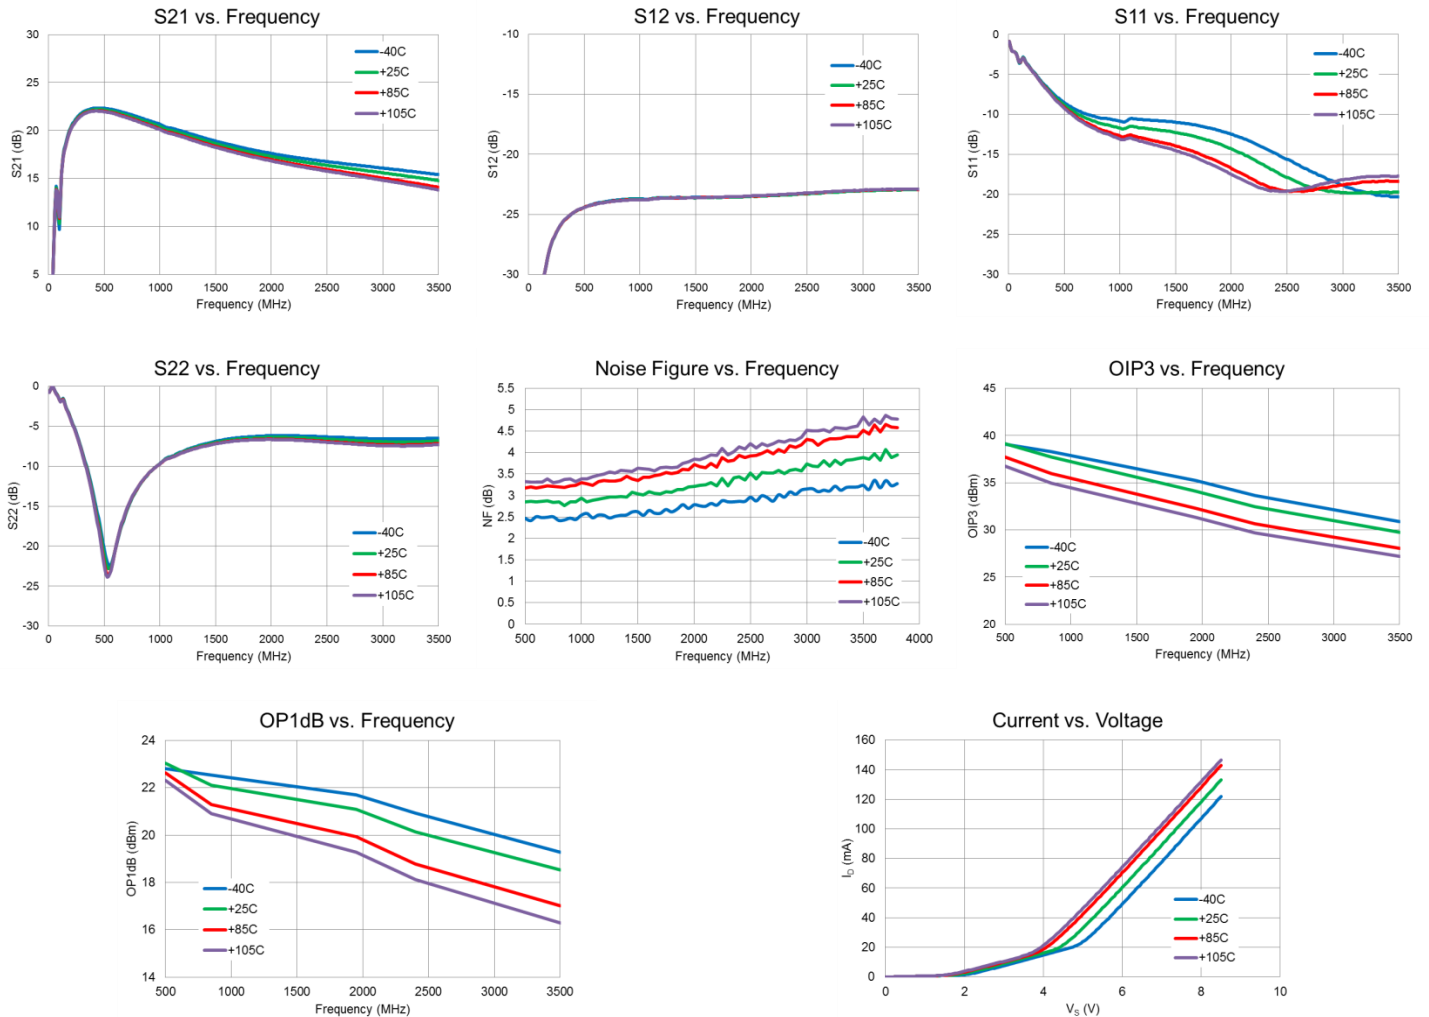 S21 vs. Frequency
30
25
20
15
10
5
S21 (dB)
0 500 1000 1500 2000 2500 3000 3500
Frequency (MHz)
-40C
+25C
+85C
+105C
S12 vs. Frequency
-10
-15
-20
-25
-30
S12 (dB)
0 500 1000 1500 2000 2500 3000 3500
Frequency (MHz)
-40C
+25C
+85C
+105C
S11 vs. Frequency
0
-5
-10
-15
-20
-25
-30
S11 (dB)
0 500 1000 1500 2000 2500 3000 3500
Frequency (MHz)
-40C
+25C
+85C
+105C
S22 vs. Frequency
0
-5
-10
-15
-20
-25
-30
S22 (dB)
0 500 1000 1500 2000 2500 3000 3500
Frequency (MHz)
-40C
+25C
+85C
+105C
Noise Figure vs. Frequency
5.5
5
4.5
4
3.5
3
2.5
2
1.5
1
0.5
0
NF (dB)
500 1000 1500 2000 2500 3000 3500 4000
Frequency (MHz)
-40C
+25C
+85C
+105C
OIP3 vs. Frequency
45
40
35
30
25
20
OIP3 (dBm)
500 1000 1500 2000 2500 3000 3500
Frequency (MHz)
-40C
+25C
+85C
+105C
OP1dB vs. Frequency
24
22
20
18
16
14
OP1dB (dBm)
500 1000 1500 2000 2500 3000 3500
Frequency (MHz)
-40C
+25C
+85C
+105C
Current vs. Voltage
160
140
120
100
80
60
40
20
0
I_D (mA)
0 2 4 6 8 10
V_S (V)
-40C
+25C
+85C
+105C